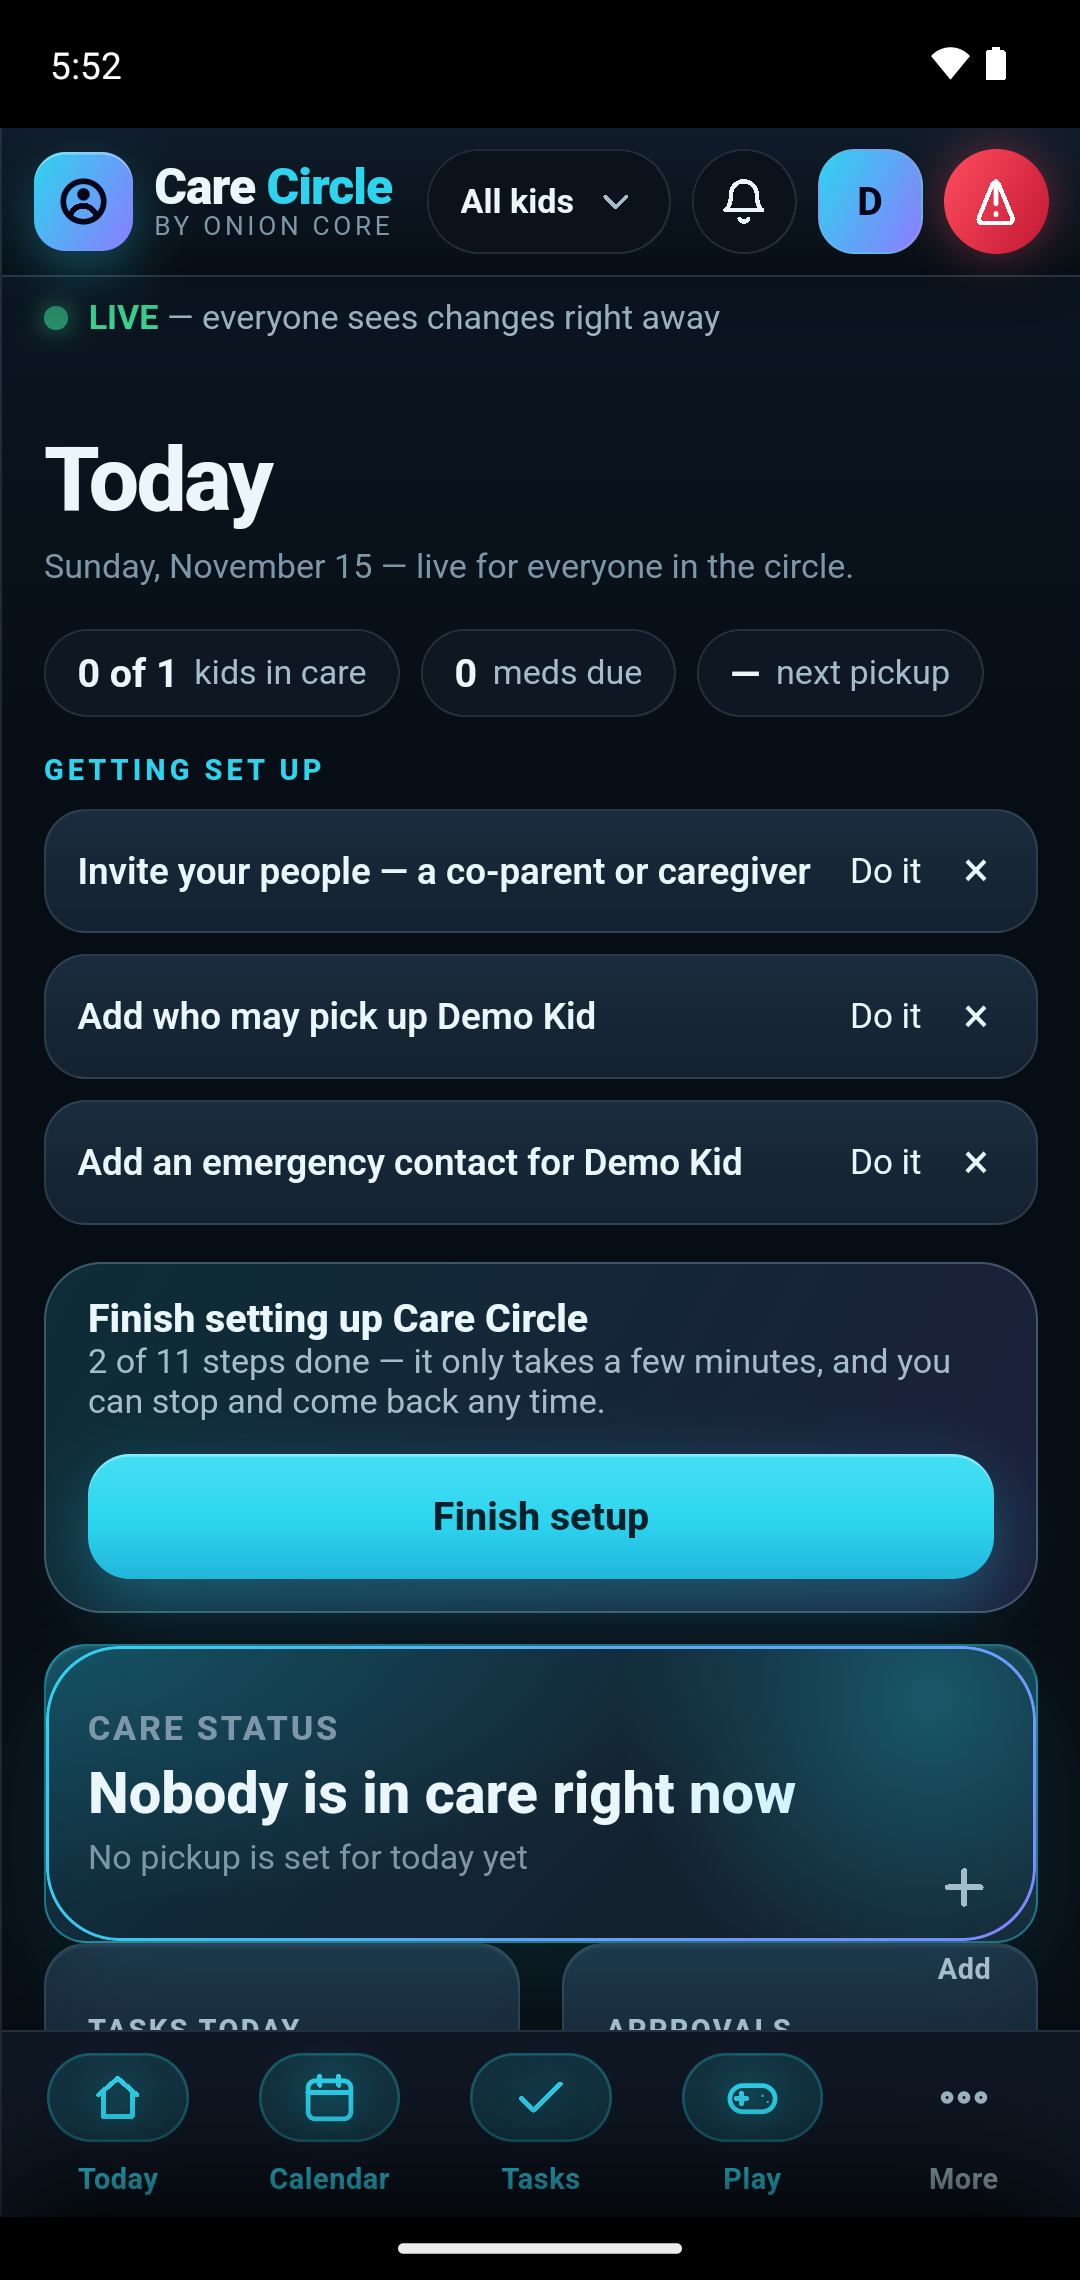 5:52
Care Circle
BY ONION CORE
All kids
D
LIVE — everyone sees changes right away
Today
Sunday, November 15 — live for everyone in the circle.
0 of 1 kids in care
0 meds due
— next pickup
GETTING SET UP
Invite your people — a co-parent or caregiver Do it ×
Add who may pick up Demo Kid Do it ×
Add an emergency contact for Demo Kid Do it ×
Finish setting up Care Circle
2 of 11 steps done — it only takes a few minutes, and you
can stop and come back any time.
Finish setup
CARE STATUS
Nobody is in care right now
No pickup is set for today yet
Add
TASKS TODAY
APPROVALS
Today
Calendar
Tasks
Play
More